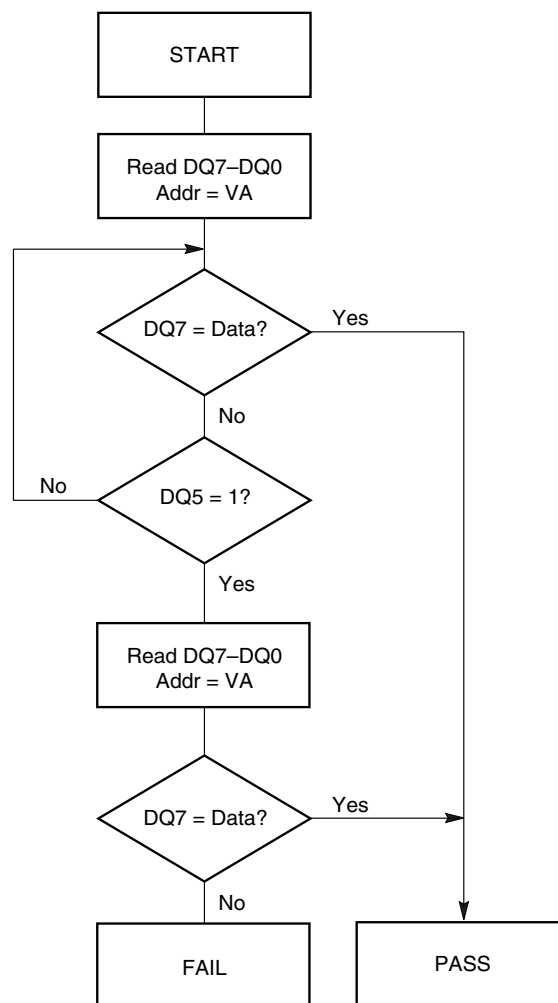 START
Read DQ7–DQ0
Addr = VA
DQ7 = Data?
Yes
No
No
DQ5 = 1?
Yes
Read DQ7–DQ0
Addr = VA
DQ7 = Data?
Yes
No
FAIL
PASS